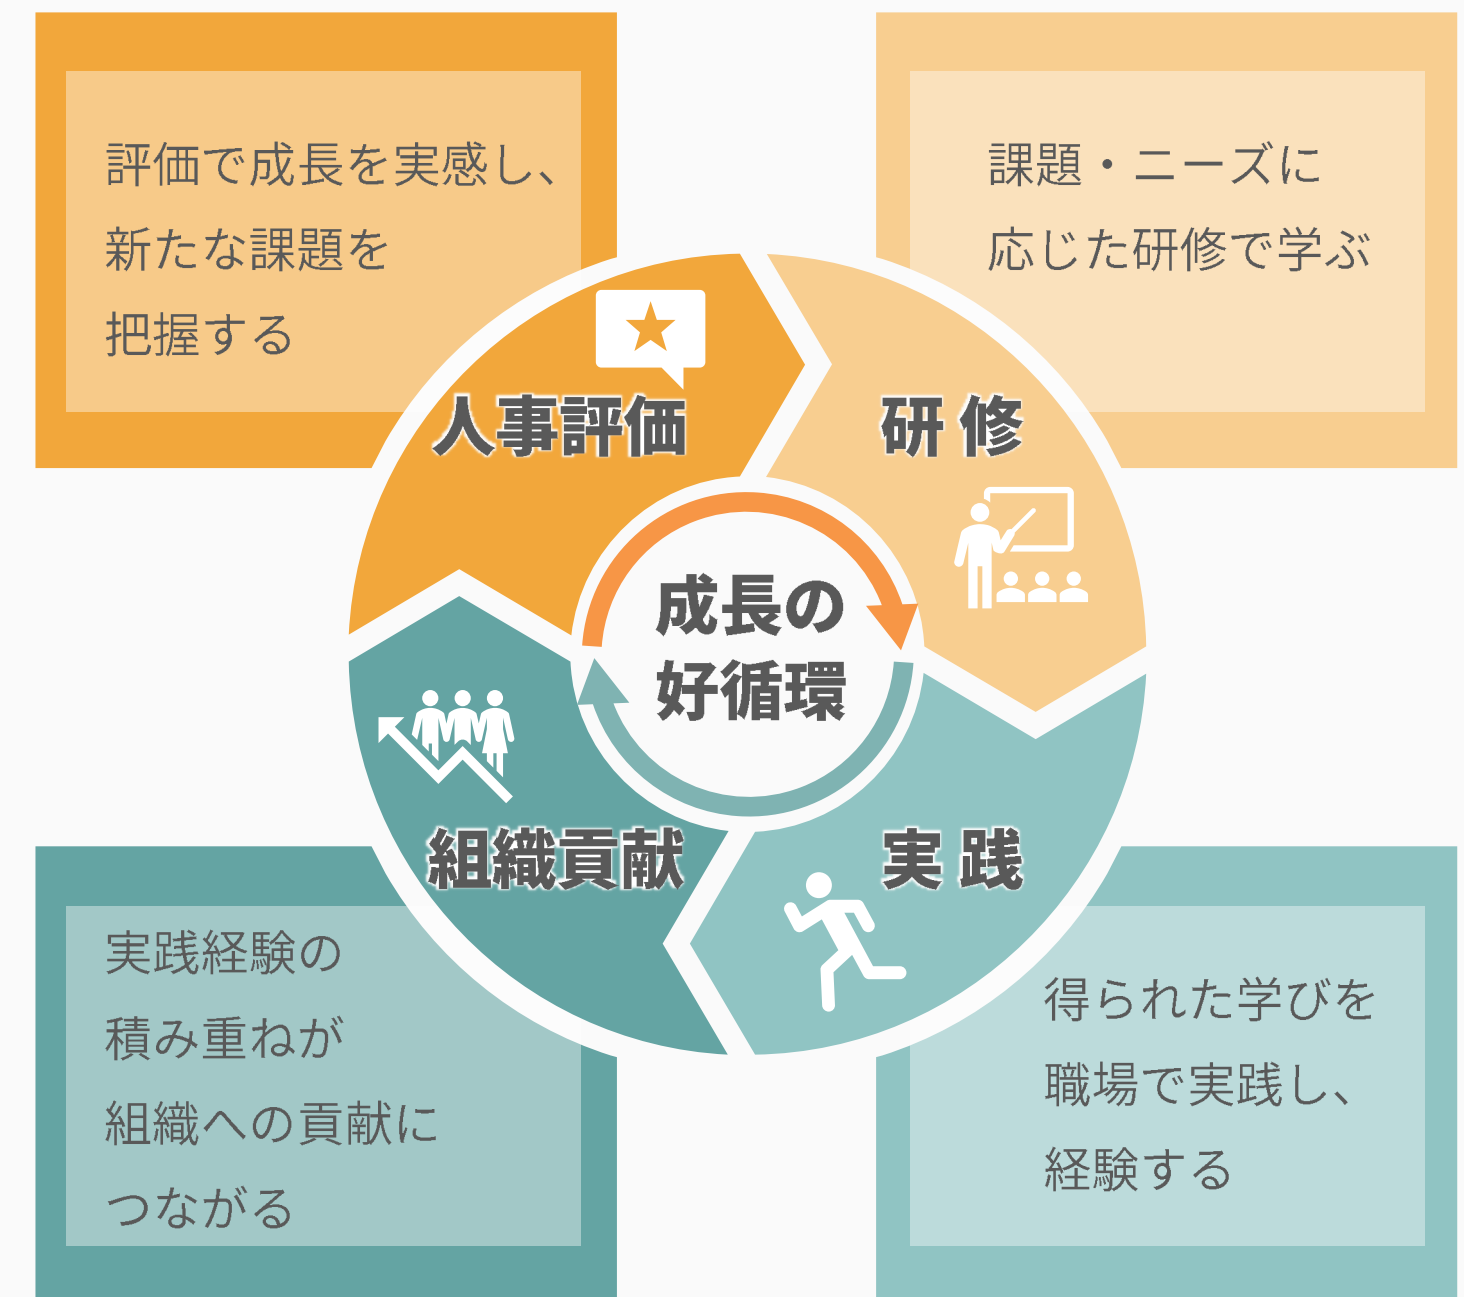 評価で成長を実感し、
新たな課題を
把握する
課題・ニーズに
応じた研修で学ぶ
人事評価
研修
成長の
好循環
組織貢献
実践
実践経験の
積み重ねが
組織への貢献に
つながる
得られた学びを
職場で実践し、
経験する